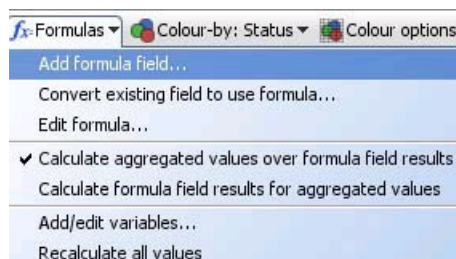 fx Formulas Colour-by: Status Colour options
Add formula field...
Convert existing field to use formula...
Edit formula...
Calculate aggregated values over formula field results
Calculate formula field results for aggregated values
Add/edit variables...
Recalculate all values